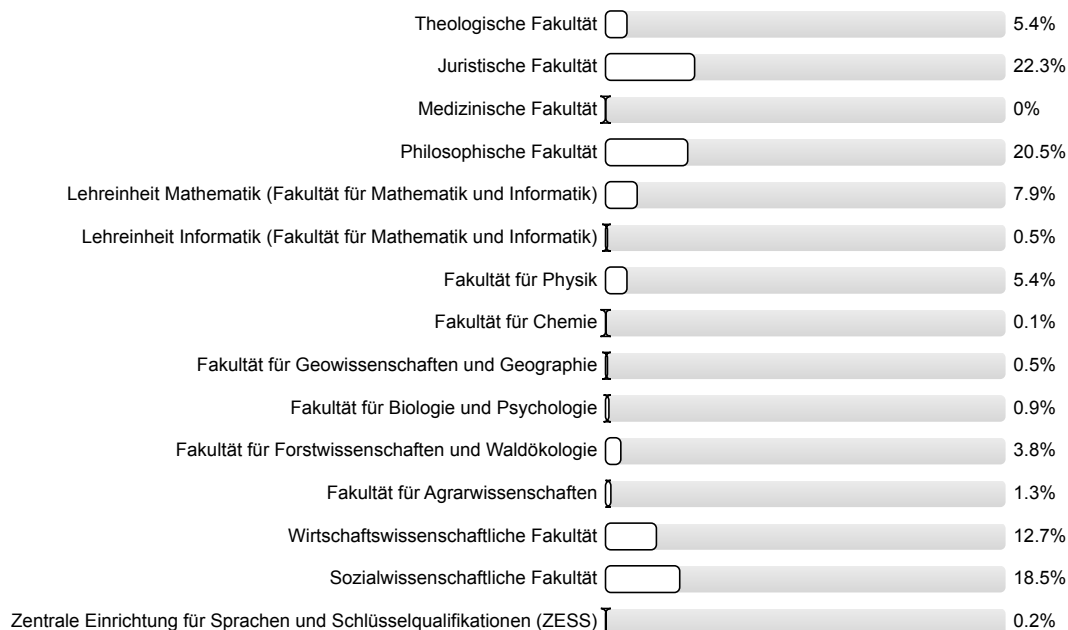 Theologische Fakultät 5.4%
Juristische Fakultät 22.3%
Medizinische Fakultät 0%
Philosophische Fakultät 20.5%
Lehreinheit Mathematik (Fakultät für Mathematik und Informatik) 7.9%
Lehreinheit Informatik (Fakultät für Mathematik und Informatik) 0.5%
Fakultät für Physik 5.4%
Fakultät für Chemie 0.1%
Fakultät für Geowissenschaften und Geographie 0.5%
Fakultät für Biologie und Psychologie 0.9%
Fakultät für Forstwissenschaften und Waldökologie 3.8%
Fakultät für Agrarwissenschaften 1.3%
Wirtschaftswissenschaftliche Fakultät 12.7%
Sozialwissenschaftliche Fakultät 18.5%
Zentrale Einrichtung für Sprachen und Schlüsselqualifikationen (ZESS) 0.2%